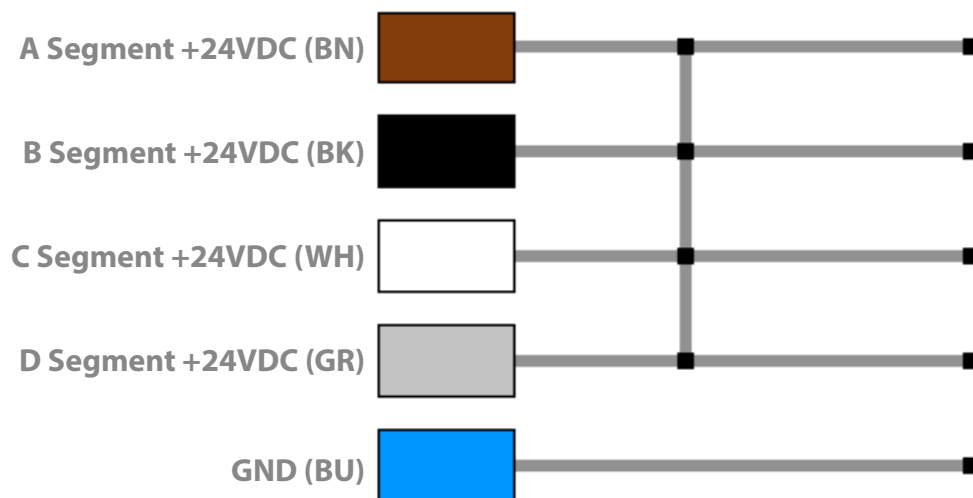 A Segment +24VDC (BN)
B Segment +24VDC (BK)
C Segment +24VDC (WH)
D Segment +24VDC (GR)
GND (BU)